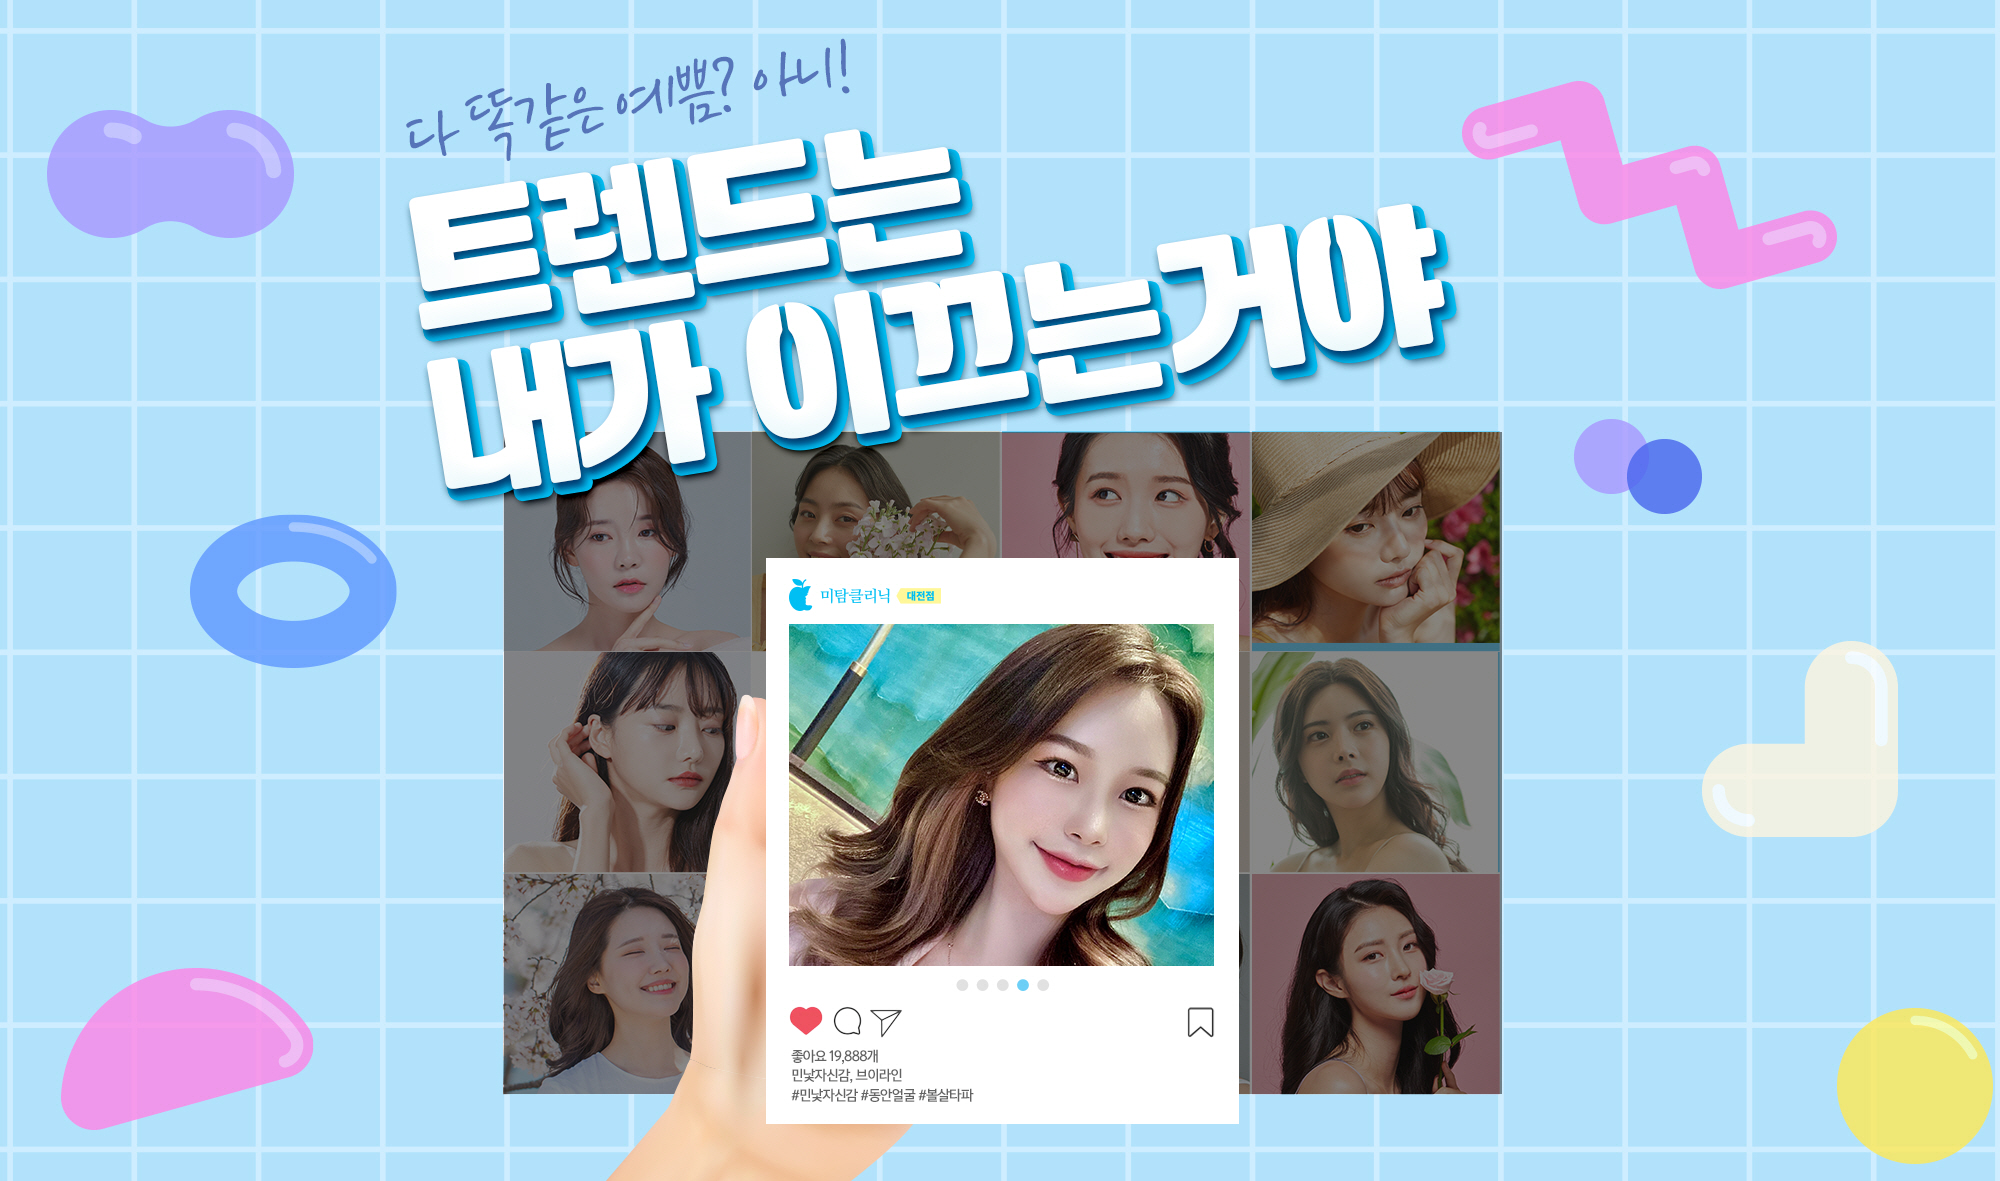 다 똑같은 예쁨? 아니!
트렌드는
내가 이끄는거야
미탐클리닉 대전점
좋아요 19,888개
민낯자신감, 브이라인
#민낯자신감 #동안얼굴 #볼살타파